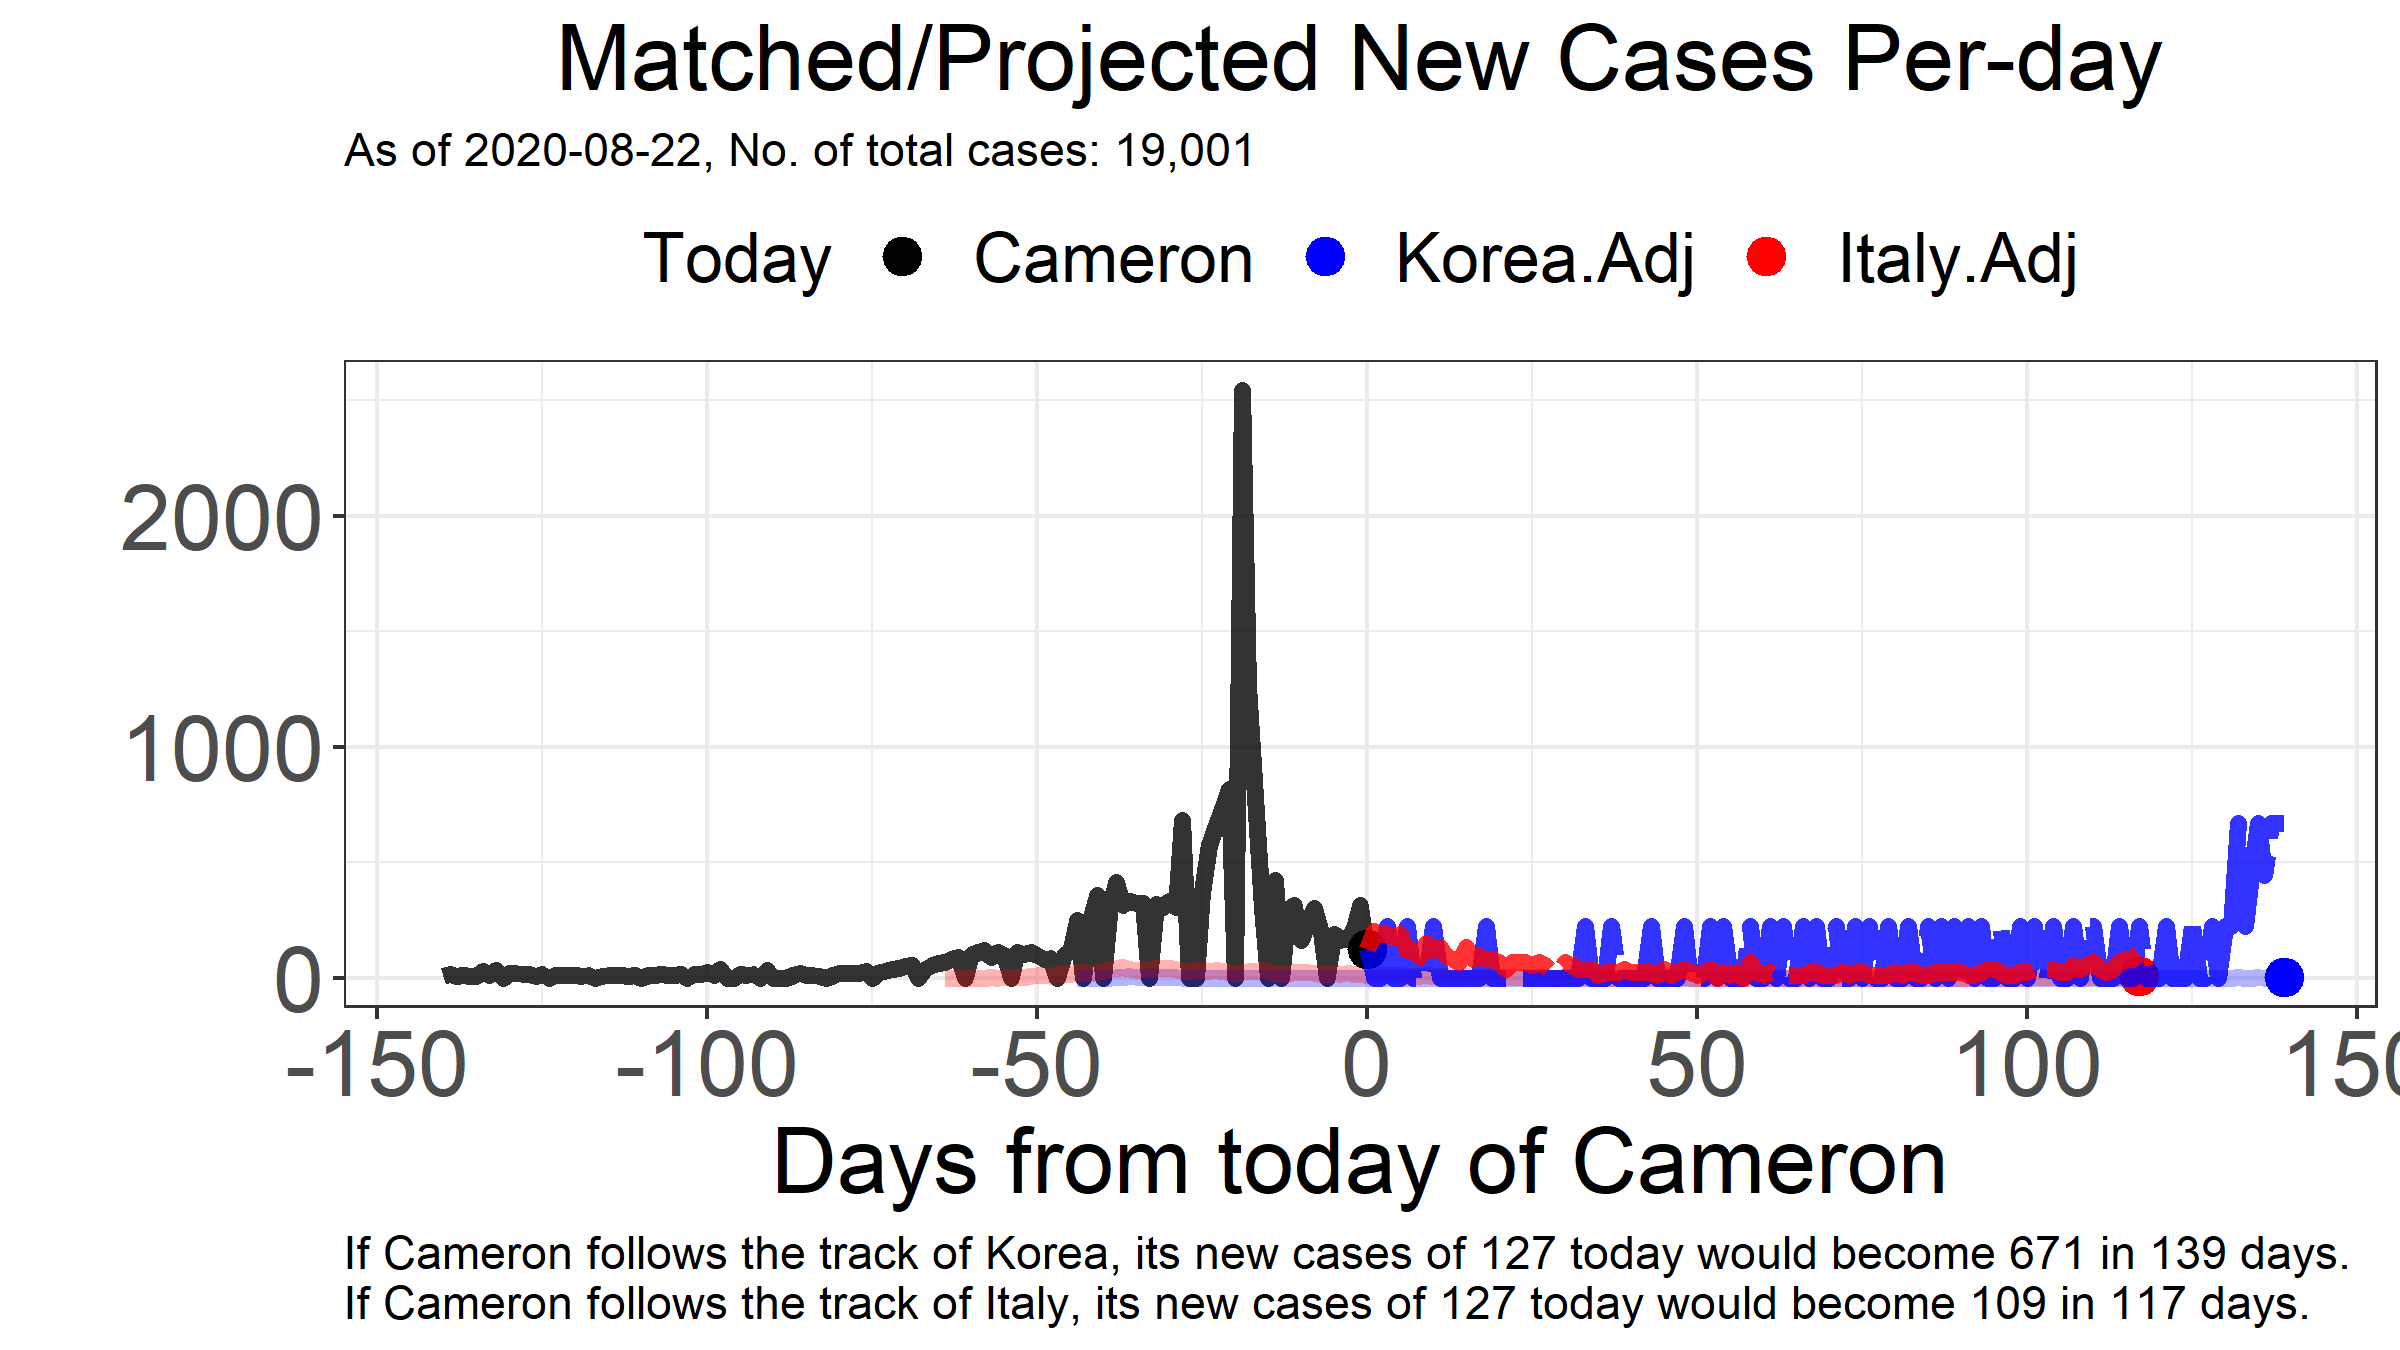 Matched/Projected New Cases Per-day
As of 2020-08-22, No. of total cases: 19,001
Today Cameron Korea.Adj Italy.Adj
2000
1000
0
-150 -100 -50 0 50 100 150
Days from today of Cameron
If Cameron follows the track of Korea, its new cases of 127 today would become 671 in 139 days.
If Cameron follows the track of Italy, its new cases of 127 today would become 109 in 117 days.